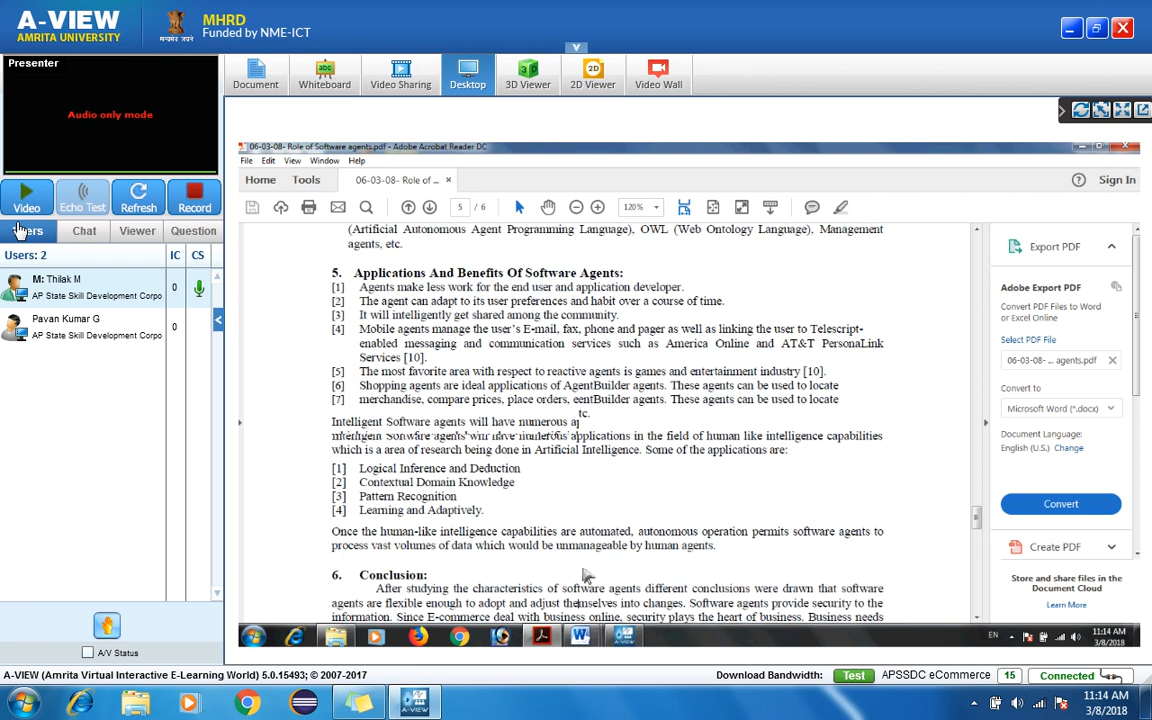 A-VIEW
AMRITA UNIVERSITY
MHRD
Funded by NME-ICT
Presenter
Audio only mode
Document
Whiteboard
Video Sharing
Desktop
3D Viewer
2D Viewer
Video Wall
Video
Echo Test
Refresh
Record
Chat
Viewer
Question
Users: 2
IC
CS
M: Thilak M
0
AP State Skill Development Corpo
Pavan Kumar G
0
AP State Skill Development Corpo
A/V Status
06-03-08- Role of Software agents.pdf - Adobe Acrobat Reader DC
File Edit View Window Help
Home Tools 06-03-08- Role of ... ×
Sign In
5 / 6
120%
(Artificial Autonomous Agent Programming Language), OWL (Web Ontology Language), Management
agents, etc.
5. Applications And Benefits Of Software Agents:
[1] Agents make less work for the end user and application developer.
[2] The agent can adapt to its user preferences and habit over a course of time.
[3] It will intelligently get shared among the community.
[4] Mobile agents manage the user's E-mail, fax, phone and pager as well as linking the user to Telescript-
enabled messaging and communication services such as America Online and AT&T PersonaLink
Services [10].
[5] The most favorite area with respect to reactive agents is games and entertainment industry [10].
[6] Shopping agents are ideal applications of AgentBuilder agents. These agents can be used to locate
[7] merchandise, compare prices, place orders, eentBuilder agents. These agents can be used to locate
etc.
Intelligent Software agents will have numerous a
Intelligent Software agents will have numerous applications in the field of human like intelligence capabilities
which is a area of research being done in Artificial Intelligence. Some of the applications are:
[1] Logical Inference and Deduction
[2] Contextual Domain Knowledge
[3] Pattern Recognition
[4] Learning and Adaptively.
Once the human-like intelligence capabilities are automated, autonomous operation permits software agents to
process vast volumes of data which would be unmanageable by human agents.
6. Conclusion:
After studying the characteristics of software agents different conclusions were drawn that software
agents are flexible enough to adopt and adjust themselves into changes. Software agents provide security to the
information. Since E-commerce deal with business online, security plays the heart of business. Business needs
Export PDF
Adobe Export PDF
Convert PDF Files to Word
or Excel Online
Select PDF File
06-03-08- ... agents.pdf
Convert to
Microsoft Word (*.docx)
Document Language:
English (U.S.) Change
Convert
Create PDF
Store and share files in the
Document Cloud
Learn More
EN
11:14 AM
3/8/2018
A-VIEW (Amrita Virtual Interactive E-Learning World) 5.0.15493; © 2007-2017
Download Bandwidth:
Test
APSSDC eCommerce
15
Connected
11:14 AM
3/8/2018